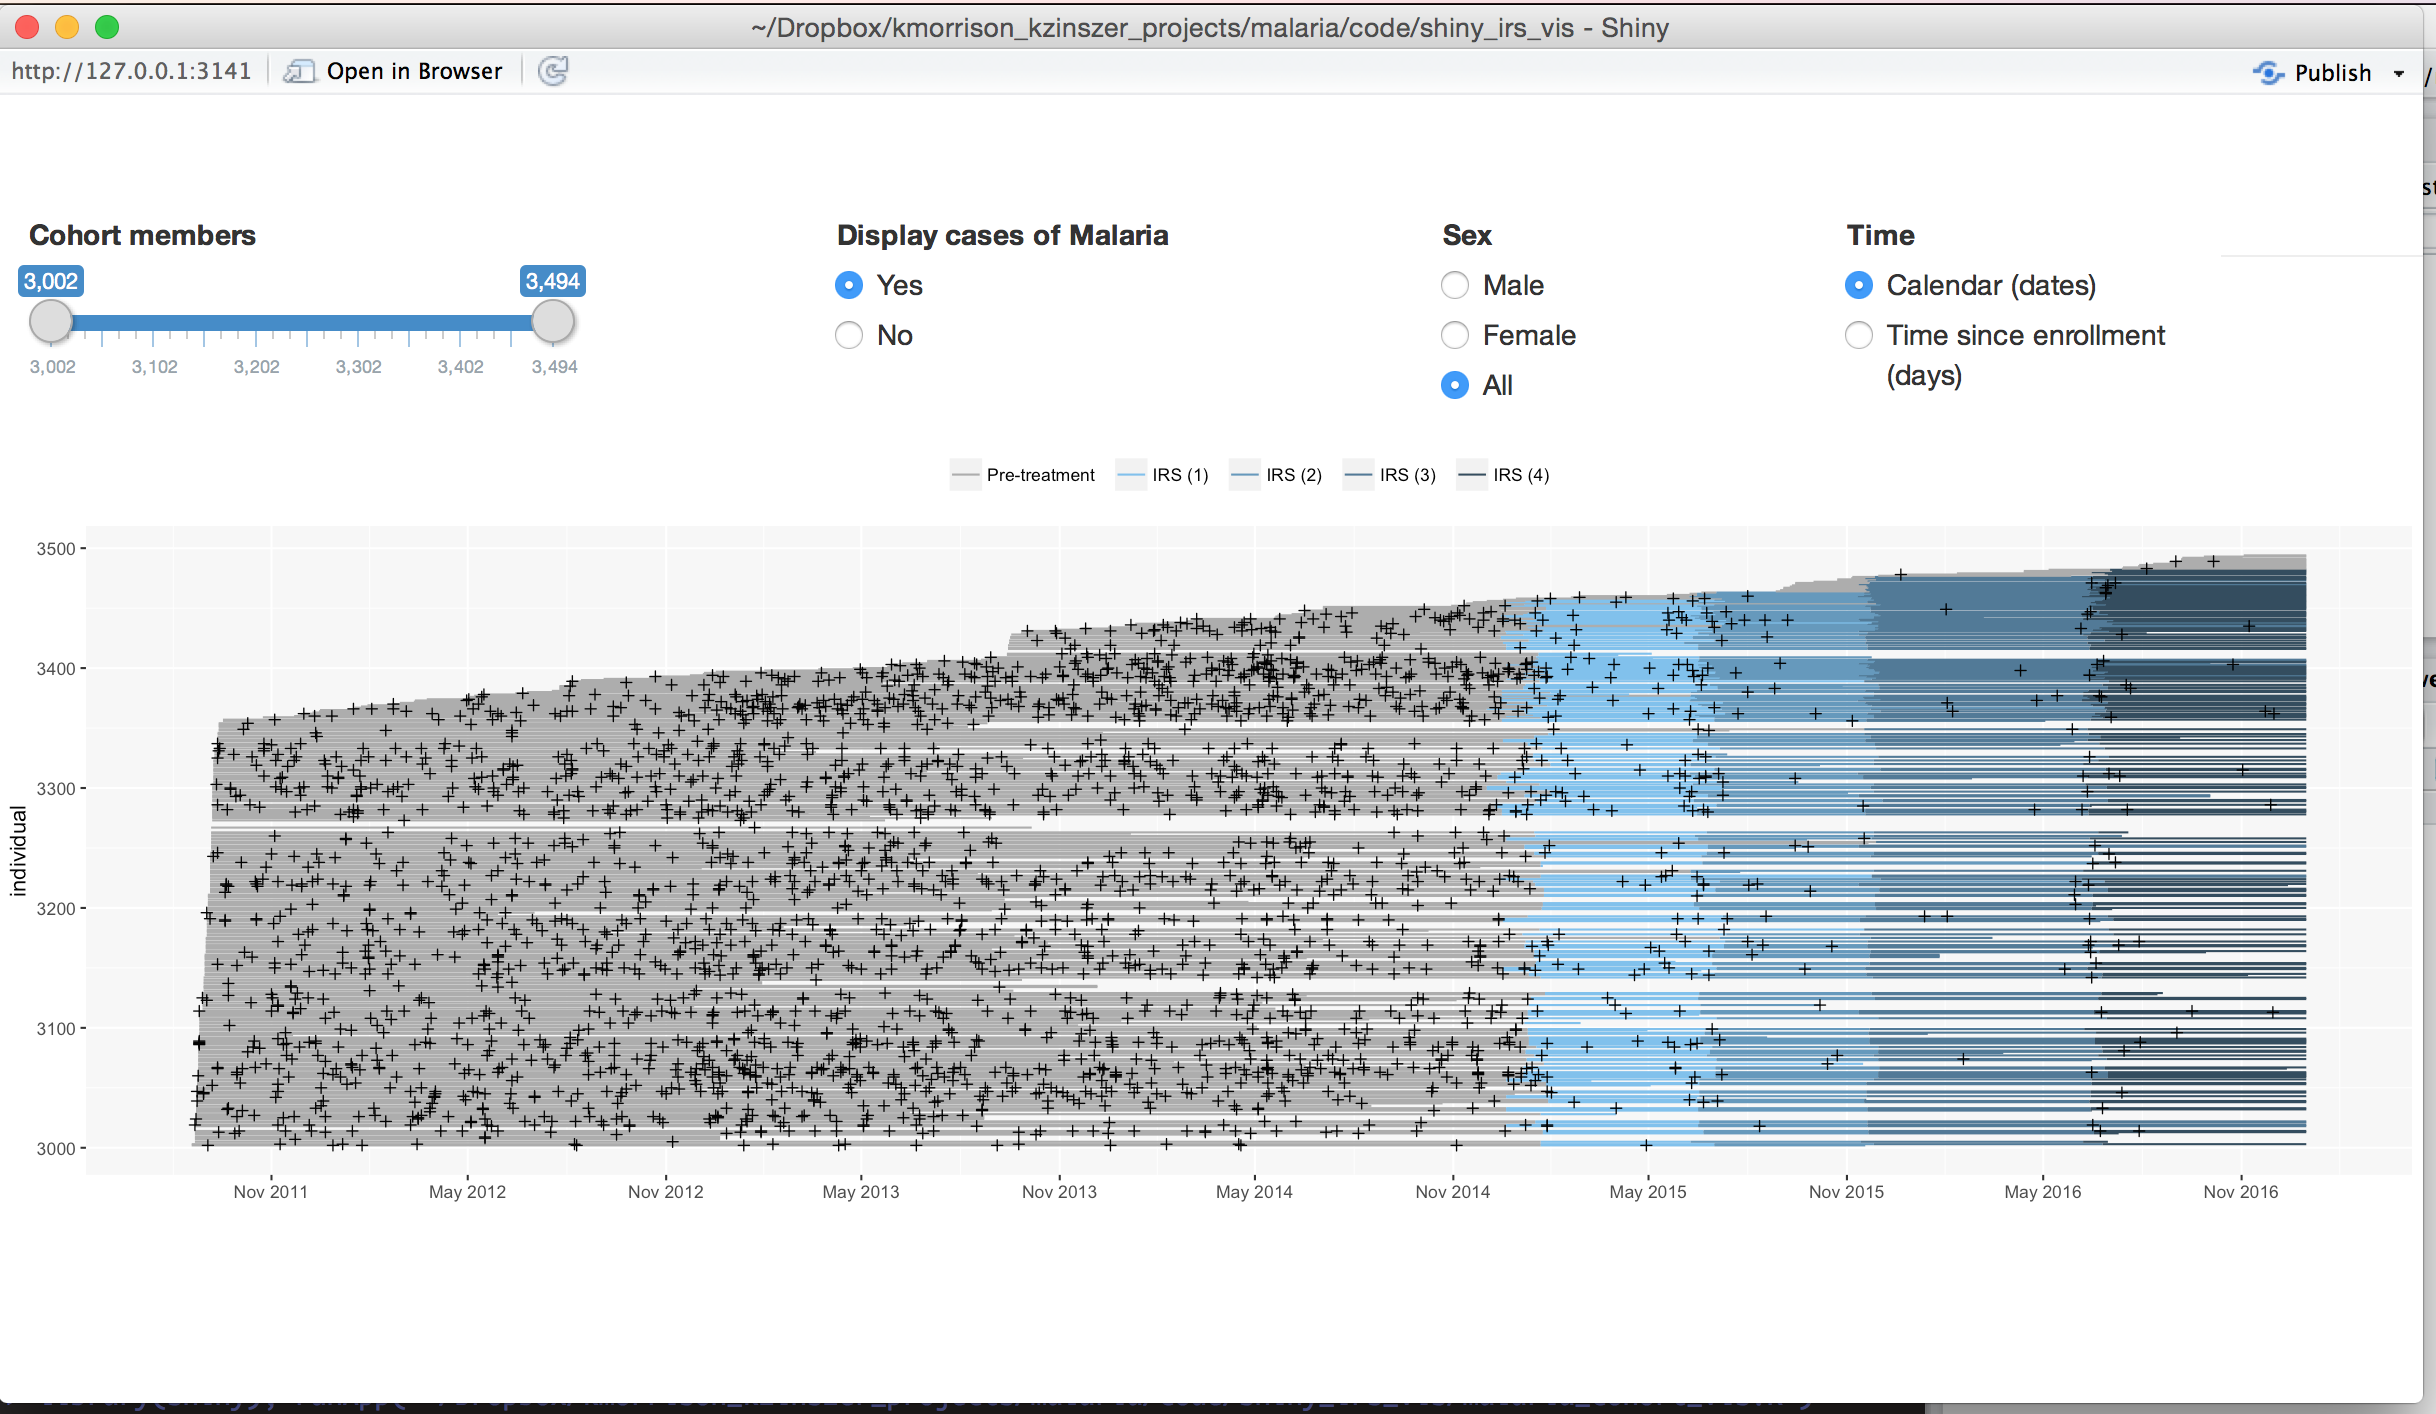 ~/Dropbox/kmorrison_kzinszer_projects/malaria/code/shiny_irs_vis - Shiny
http://127.0.0.1:3141 Open in Browser Publish
Cohort members Display cases of Malaria Sex Time
3,002 3,494 Yes Male Calendar (dates)
No Female Time since enrollment
3,002 3,102 3,202 3,302 3,402 3,494 All (days)
Pre-treatment IRS (1) IRS (2) IRS (3) IRS (4)
3500
3400
3300
individual
3200
3100
3000
Nov 2011 May 2012 Nov 2012 May 2013 Nov 2013 May 2014 Nov 2014 May 2015 Nov 2015 May 2016 Nov 2016